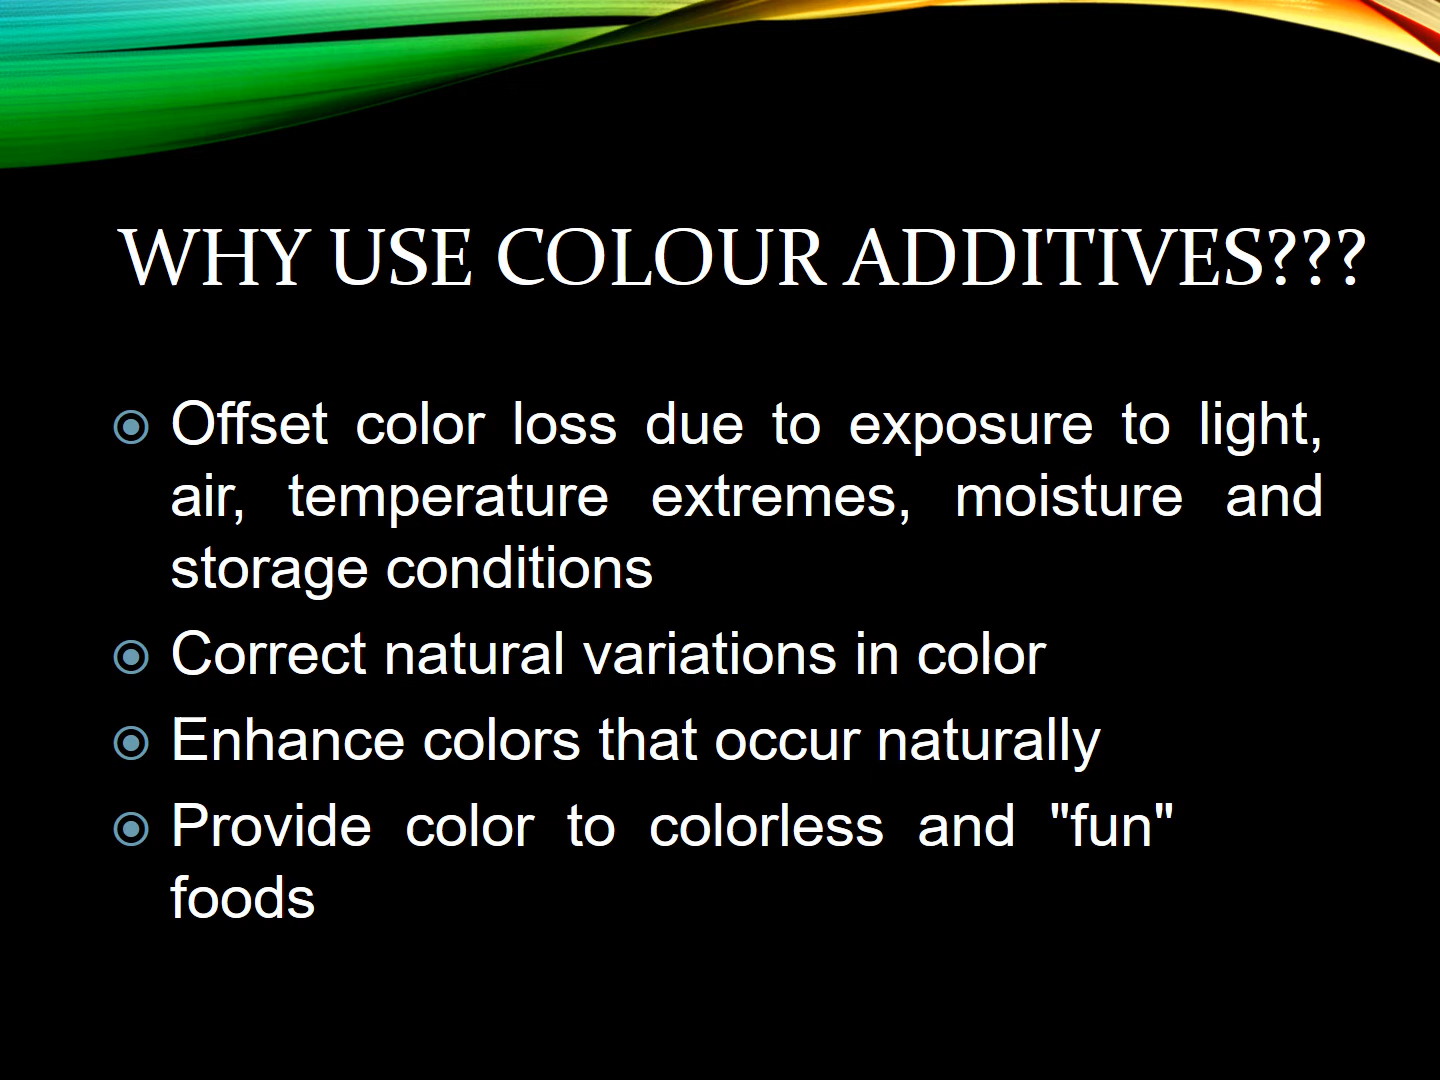 WHY USE COLOUR ADDITIVES???
Offset color loss due to exposure to light,
air, temperature extremes, moisture and
storage conditions
Correct natural variations in color
Enhance colors that occur naturally
Provide color to colorless and "fun"
foods